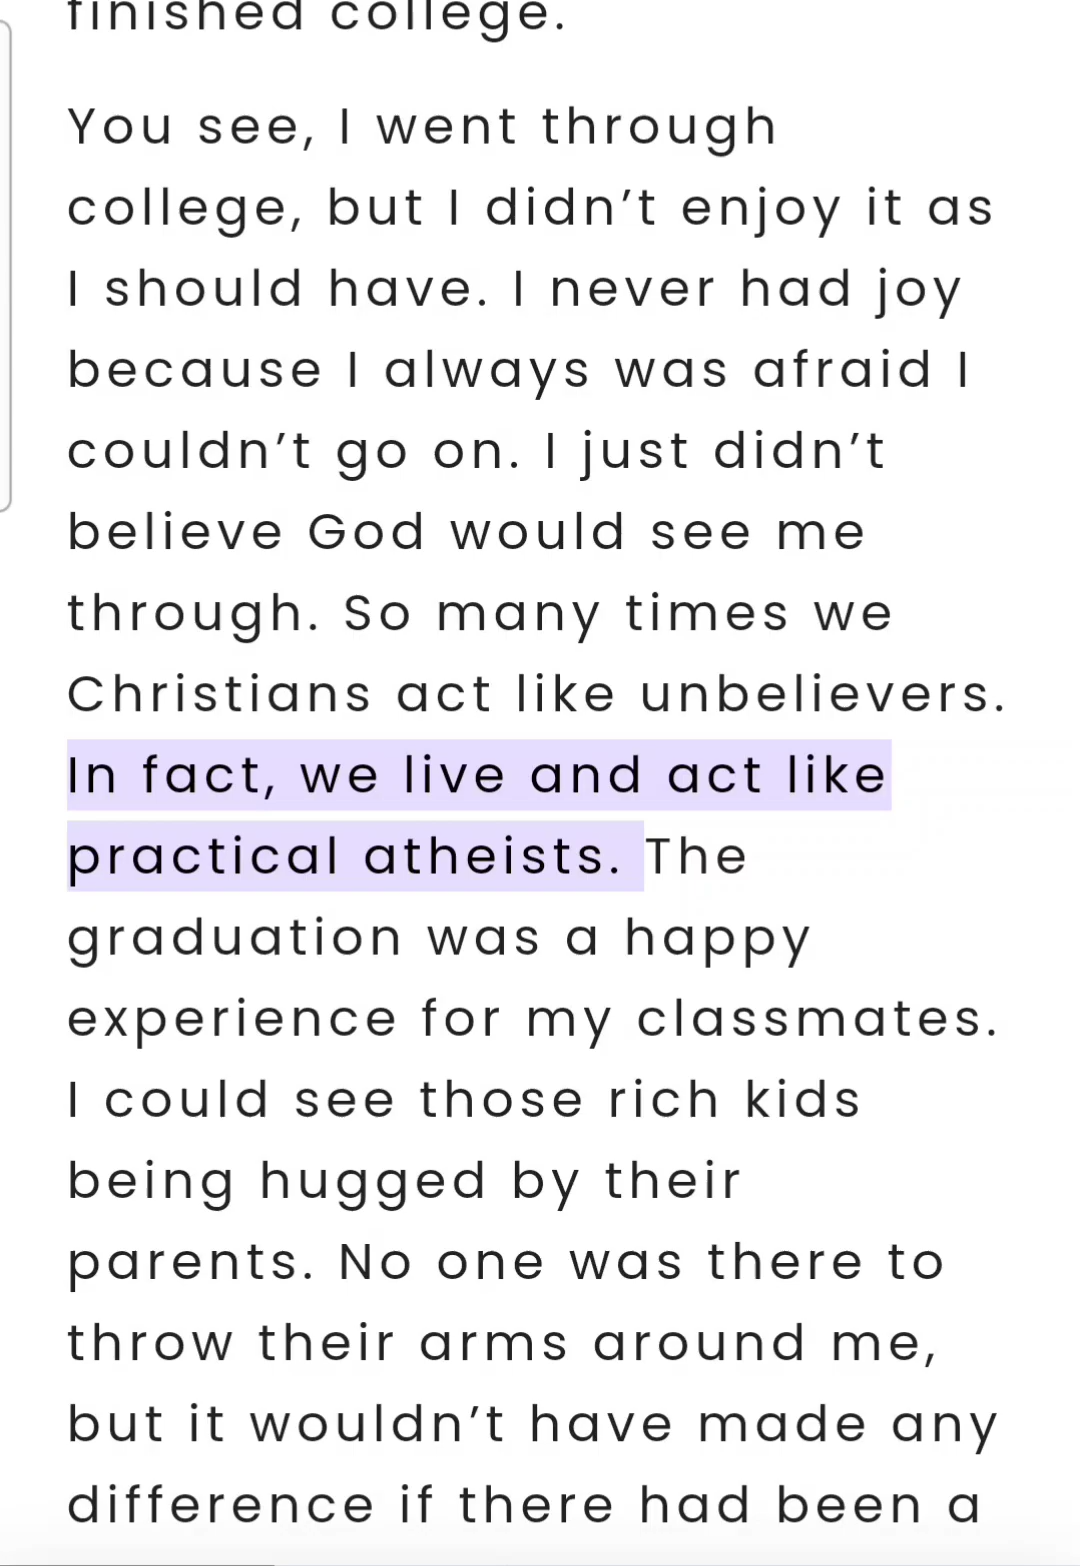 finished college.
You see, I went through
college, but I didn’t enjoy it as
I should have. I never had joy
because I always was afraid I
couldn’t go on. I just didn’t
believe God would see me
through. So many times we
Christians act like unbelievers.
In fact, we live and act like
practical atheists. The
graduation was a happy
experience for my classmates.
I could see those rich kids
being hugged by their
parents. No one was there to
throw their arms around me,
but it wouldn’t have made any
difference if there had been a